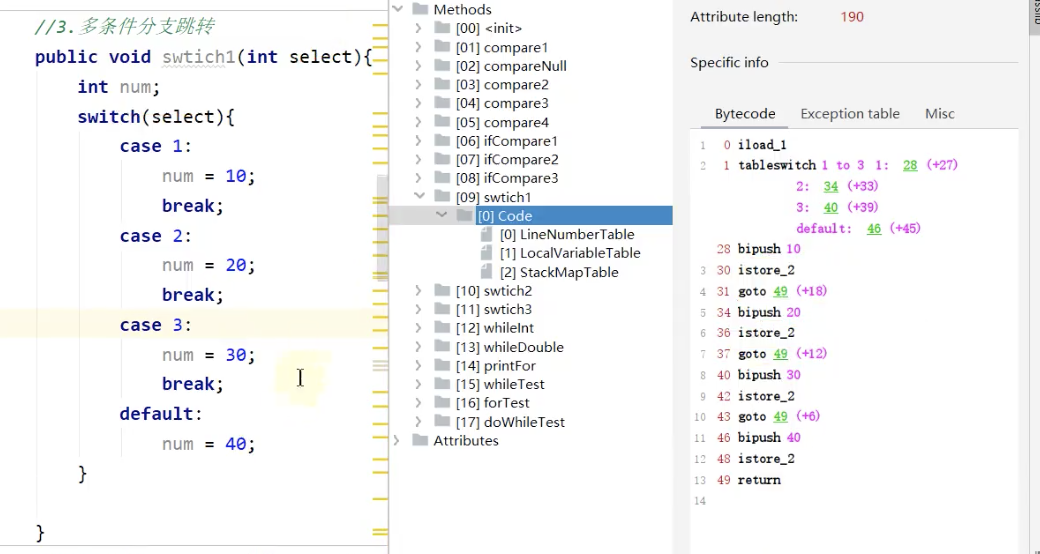 //3.多条件分支跳转
public void swtich1(int select){
int num;
switch(select){
case 1:
num = 10;
break;
case 2:
num = 20;
break;
case 3:
num = 30;
break;
default:
num = 40;
}
}
Methods
[00] <init>
[01] compare1
[02] compareNull
[03] compare2
[04] compare3
[05] compare4
[06] ifCompare1
[07] ifCompare2
[08] ifCompare3
[09] swtich1
[0] Code
[0] LineNumberTable
[1] LocalVariableTable
[2] StackMapTable
[10] swtich2
[11] swtich3
[12] whileInt
[13] whileDouble
[14] printFor
[15] whileTest
[16] forTest
[17] doWhileTest
Attributes
Attribute length: 190
Specific info
Bytecode Exception table Misc
1 0 iload_1
2 1 tableswitch 1 to 3 1: 28 (+27)
2: 34 (+33)
3: 40 (+39)
default: 46 (+45)
28 bipush 10
3 30 istore_2
4 31 goto 49 (+18)
5 34 bipush 20
6 36 istore_2
7 37 goto 49 (+12)
8 40 bipush 30
9 42 istore_2
10 43 goto 49 (+6)
11 46 bipush 40
12 48 istore_2
13 49 return
14